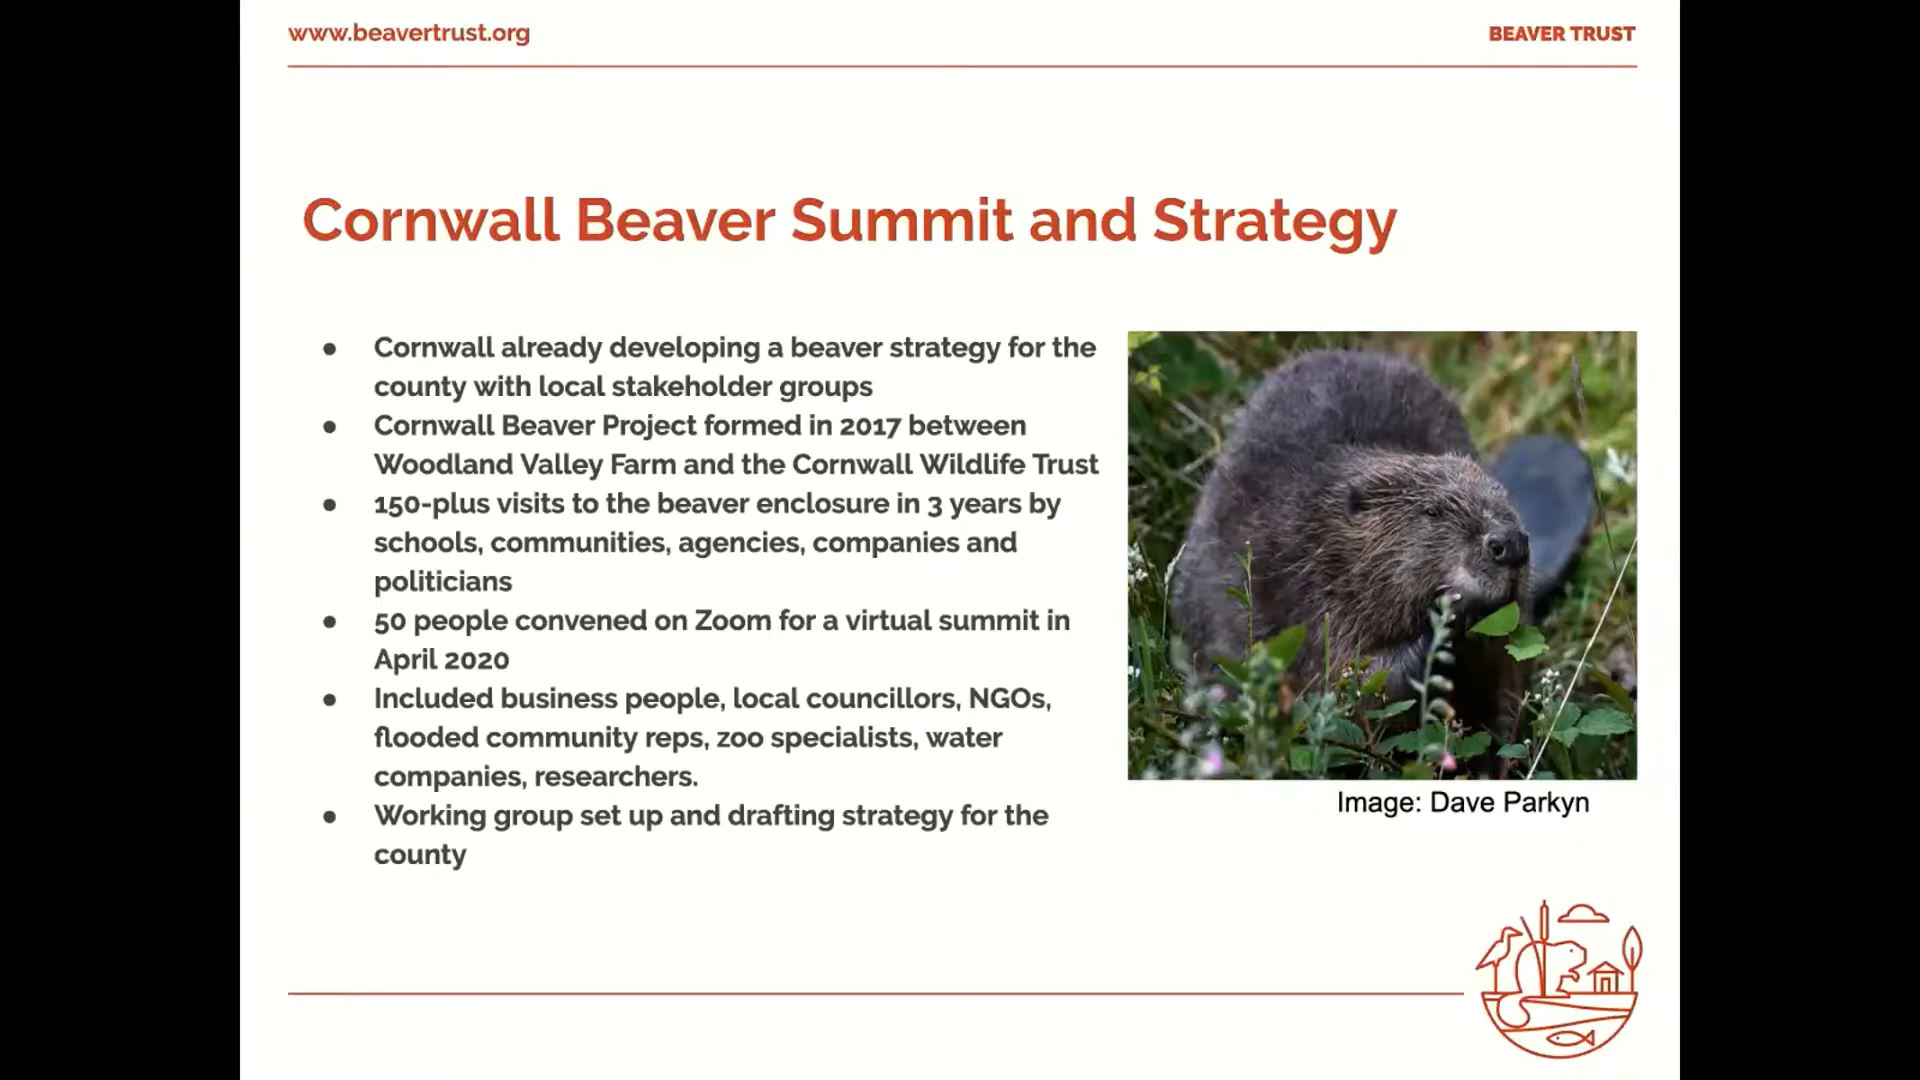 www.beavertrust.org
BEAVER TRUST
Cornwall Beaver Summit and Strategy
● Cornwall already developing a beaver strategy for the
county with local stakeholder groups
● Cornwall Beaver Project formed in 2017 between
Woodland Valley Farm and the Cornwall Wildlife Trust
● 150-plus visits to the beaver enclosure in 3 years by
schools, communities, agencies, companies and
politicians
● 50 people convened on Zoom for a virtual summit in
April 2020
● Included business people, local councillors, NGOs,
flooded community reps, zoo specialists, water
companies, researchers.
● Working group set up and drafting strategy for the
county
Image: Dave Parkyn